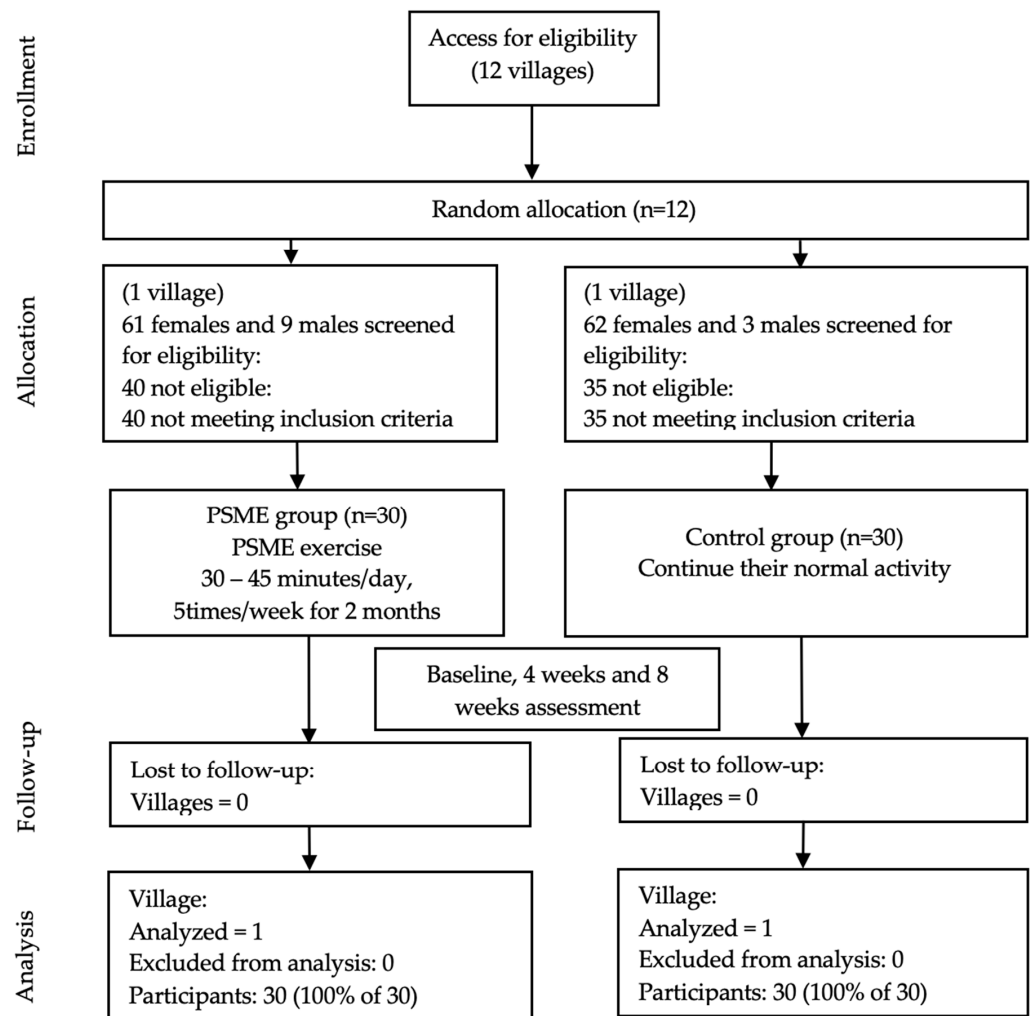 Enrollment
Access for eligibility
(12 villages)
Random allocation (n=12)
Allocation
(1 village)
61 females and 9 males screened
for eligibility:
40 not eligible:
40 not meeting inclusion criteria
(1 village)
62 females and 3 males screened for
eligibility:
35 not eligible:
35 not meeting inclusion criteria
PSME group (n=30)
PSME exercise
30 – 45 minutes/day,
5times/week for 2 months
Control group (n=30)
Continue their normal activity
Baseline, 4 weeks and 8
weeks assessment
Follow-up
Lost to follow-up:
Villages = 0
Lost to follow-up:
Villages = 0
Analysis
Village:
Analyzed = 1
Excluded from analysis: 0
Participants: 30 (100% of 30)
Village:
Analyzed = 1
Excluded from analysis: 0
Participants: 30 (100% of 30)